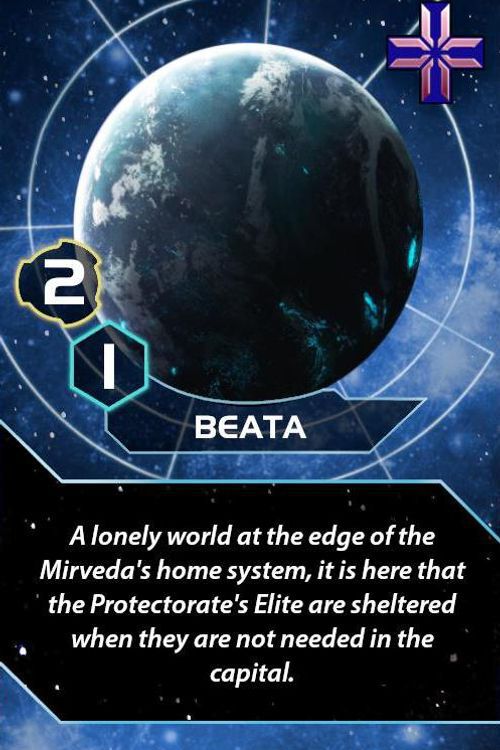 2
1
BEATA
A lonely world at the edge of the
Mirveda's home system, it is here that
the Protectorate's Elite are sheltered
when they are not needed in the
capital.